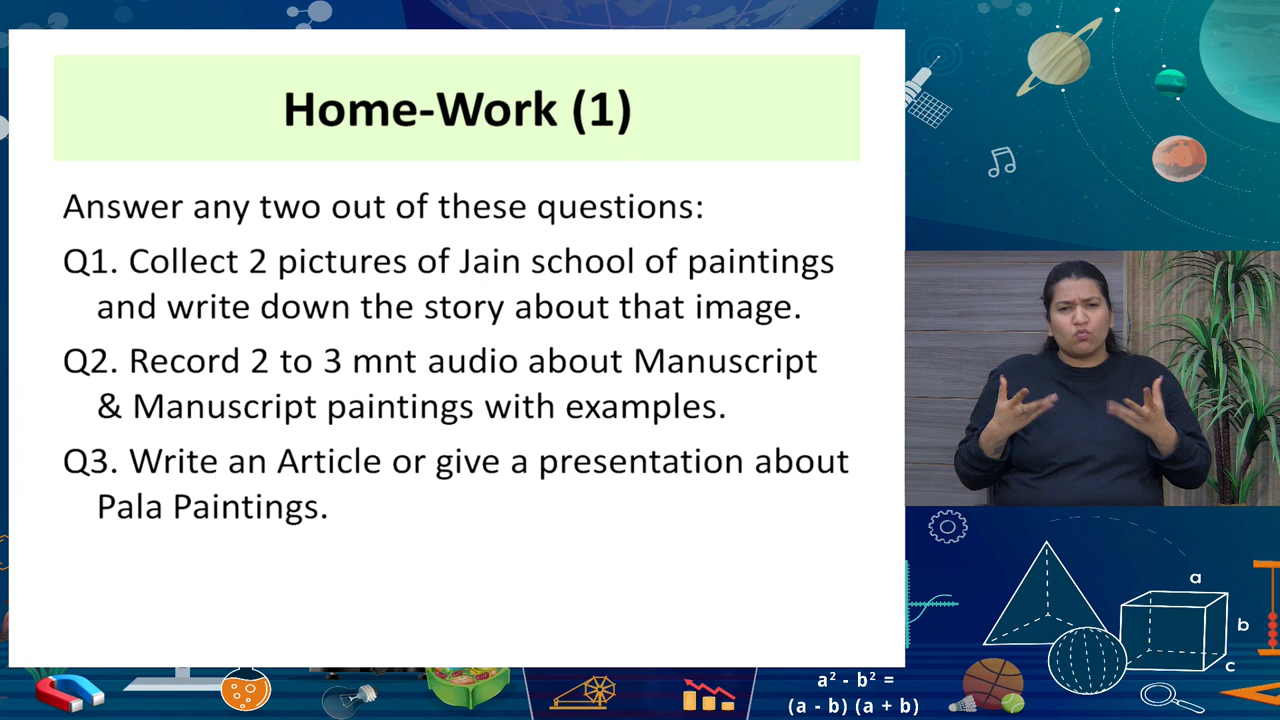 Home-Work (1)
Answer any two out of these questions:
Q1. Collect 2 pictures of Jain school of paintings
and write down the story about that image.
Q2. Record 2 to 3 mnt audio about Manuscript
& Manuscript paintings with examples.
Q3. Write an Article or give a presentation about
Pala Paintings.
a
b
c
a² - b² =
(a - b) (a + b)